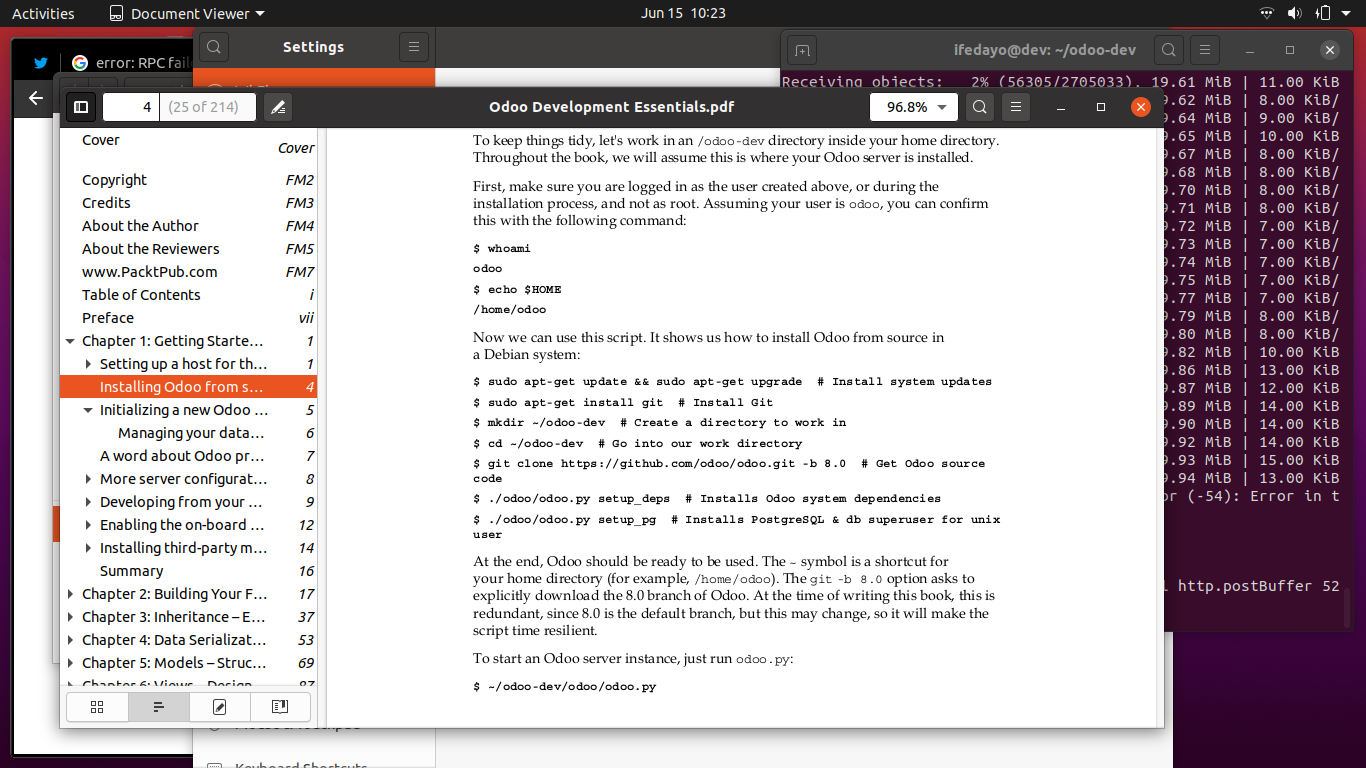 Activities
Document Viewer
Jun 15 10:23
error: RPC fail
Settings
ifedayo@dev: ~/odoo-dev
Receiving objects:   2% (56305/2705033), 19.61 MiB | 11.00 KiB
9.62 MiB | 8.00 KiB/
9.64 MiB | 9.00 KiB/
9.65 MiB | 10.00 KiB
9.67 MiB | 8.00 KiB/
9.68 MiB | 8.00 KiB/
9.70 MiB | 8.00 KiB/
9.71 MiB | 8.00 KiB/
9.72 MiB | 7.00 KiB/
9.73 MiB | 7.00 KiB/
9.74 MiB | 7.00 KiB/
9.75 MiB | 7.00 KiB/
9.77 MiB | 7.00 KiB/
9.79 MiB | 8.00 KiB/
9.80 MiB | 8.00 KiB/
9.82 MiB | 10.00 KiB
9.86 MiB | 13.00 KiB
9.87 MiB | 12.00 KiB
9.89 MiB | 14.00 KiB
9.90 MiB | 14.00 KiB
9.92 MiB | 14.00 KiB
9.93 MiB | 15.00 KiB
9.94 MiB | 13.00 KiB
or (-54): Error in t
http.postBuffer 52
4 (25 of 214)
Odoo Development Essentials.pdf
96.8%
Cover Cover
Copyright FM2
Credits FM3
About the Author FM4
About the Reviewers FM5
www.PacktPub.com FM7
Table of Contents i
Preface vii
Chapter 1: Getting Starte... 1
Setting up a host for th... 1
Installing Odoo from s... 4
Initializing a new Odoo ... 5
Managing your data... 6
A word about Odoo pr... 7
More server configurat... 8
Developing from your ... 9
Enabling the on-board ... 12
Installing third-party m... 14
Summary 16
Chapter 2: Building Your F... 17
Chapter 3: Inheritance – E... 37
Chapter 4: Data Serializat... 53
Chapter 5: Models – Struc... 69
Chapter 6: Views – Design... 87
To keep things tidy, let's work in an /odoo-dev directory inside your home directory.
Throughout the book, we will assume this is where your Odoo server is installed.
First, make sure you are logged in as the user created above, or during the
installation process, and not as root. Assuming your user is odoo, you can confirm
this with the following command:
$ whoami
odoo
$ echo $HOME
/home/odoo
Now we can use this script. It shows us how to install Odoo from source in
a Debian system:
$ sudo apt-get update && sudo apt-get upgrade  # Install system updates
$ sudo apt-get install git  # Install Git
$ mkdir ~/odoo-dev  # Create a directory to work in
$ cd ~/odoo-dev  # Go into our work directory
$ git clone https://github.com/odoo/odoo.git -b 8.0  # Get Odoo source
code
$ ./odoo/odoo.py setup_deps  # Installs Odoo system dependencies
$ ./odoo/odoo.py setup_pg  # Installs PostgreSQL & db superuser for unix
user
At the end, Odoo should be ready to be used. The ~ symbol is a shortcut for
your home directory (for example, /home/odoo). The git -b 8.0 option asks to
explicitly download the 8.0 branch of Odoo. At the time of writing this book, this is
redundant, since 8.0 is the default branch, but this may change, so it will make the
script time resilient.
To start an Odoo server instance, just run odoo.py:
$ ~/odoo-dev/odoo/odoo.py
Keyboard Shortcuts